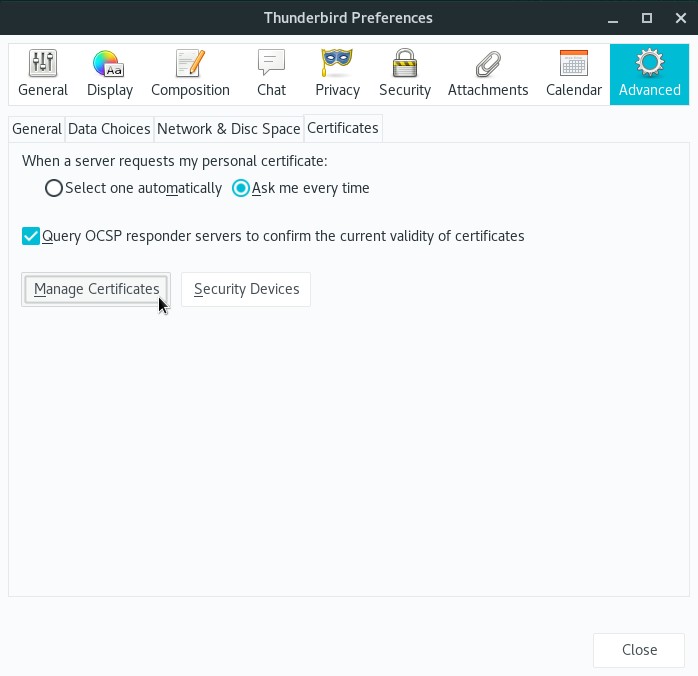 Thunderbird Preferences
General Display Composition Chat Privacy Security Attachments Calendar Advanced
General Data Choices Network & Disc Space Certificates
When a server requests my personal certificate:
Select one automatically Ask me every time
Query OCSP responder servers to confirm the current validity of certificates
Manage Certificates Security Devices
Close